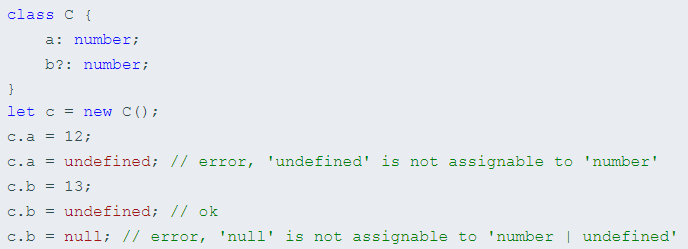 class C {
    a: number;
    b?: number;
}
let c = new C();
c.a = 12;
c.a = undefined; // error, 'undefined' is not assignable to 'number'
c.b = 13;
c.b = undefined; // ok
c.b = null; // error, 'null' is not assignable to 'number | undefined'